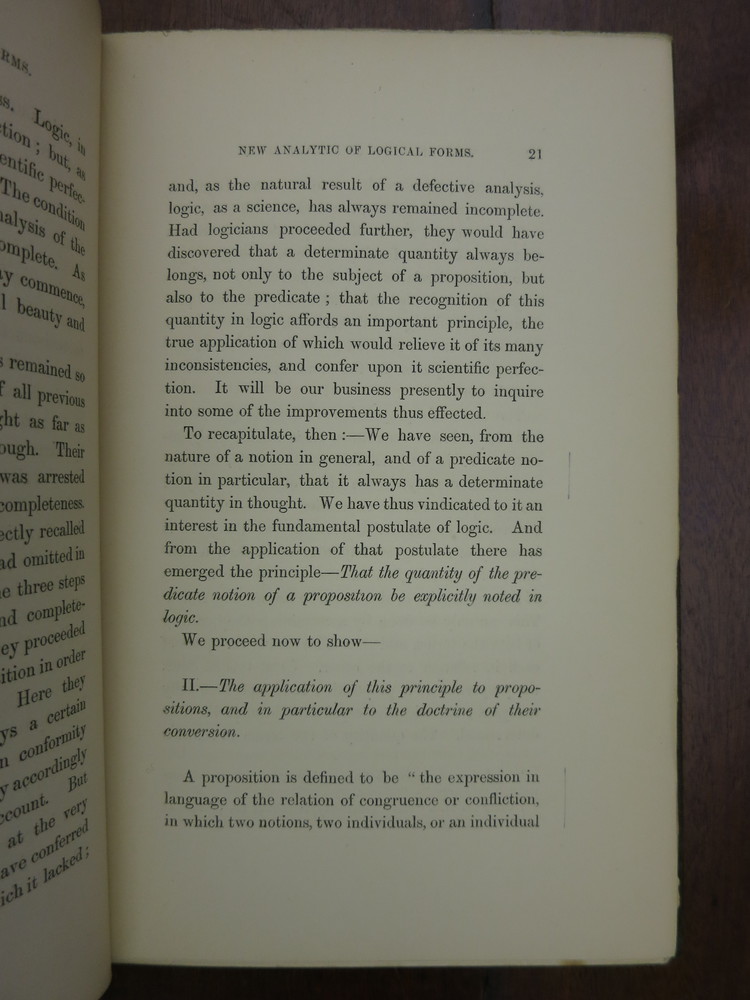 RMS.
Logic, in
tion ; but, as
entific perfec-
The condition
nalysis of the
omplete. As
y commence,
l beauty and
s remained so
f all previous
ght as far as
ough. Their
was arrested
completeness.
ectly recalled
ad omitted in
e three steps
nd complete-
ey proceeded
ition in order
Here they
ys a certain
n conformity
y accordingly
ccount. But
at the very
ave conferred
ich it lacked ;
NEW ANALYTIC OF LOGICAL FORMS. 21
and, as the natural result of a defective analysis,
logic, as a science, has always remained incomplete.
Had logicians proceeded further, they would have
discovered that a determinate quantity always be-
longs, not only to the subject of a proposition, but
also to the predicate ; that the recognition of this
quantity in logic affords an important principle, the
true application of which would relieve it of its many
inconsistencies, and confer upon it scientific perfec-
tion. It will be our business presently to inquire
into some of the improvements thus effected.
To recapitulate, then :—We have seen, from the
nature of a notion in general, and of a predicate no-
tion in particular, that it always has a determinate
quantity in thought. We have thus vindicated to it an
interest in the fundamental postulate of logic. And
from the application of that postulate there has
emerged the principle—That the quantity of the pre-
dicate notion of a proposition be explicitly noted in
logic.
We proceed now to show—
II.—The application of this principle to propo-
sitions, and in particular to the doctrine of their
conversion.
A proposition is defined to be “ the expression in
language of the relation of congruence or confliction,
in which two notions, two individuals, or an individual